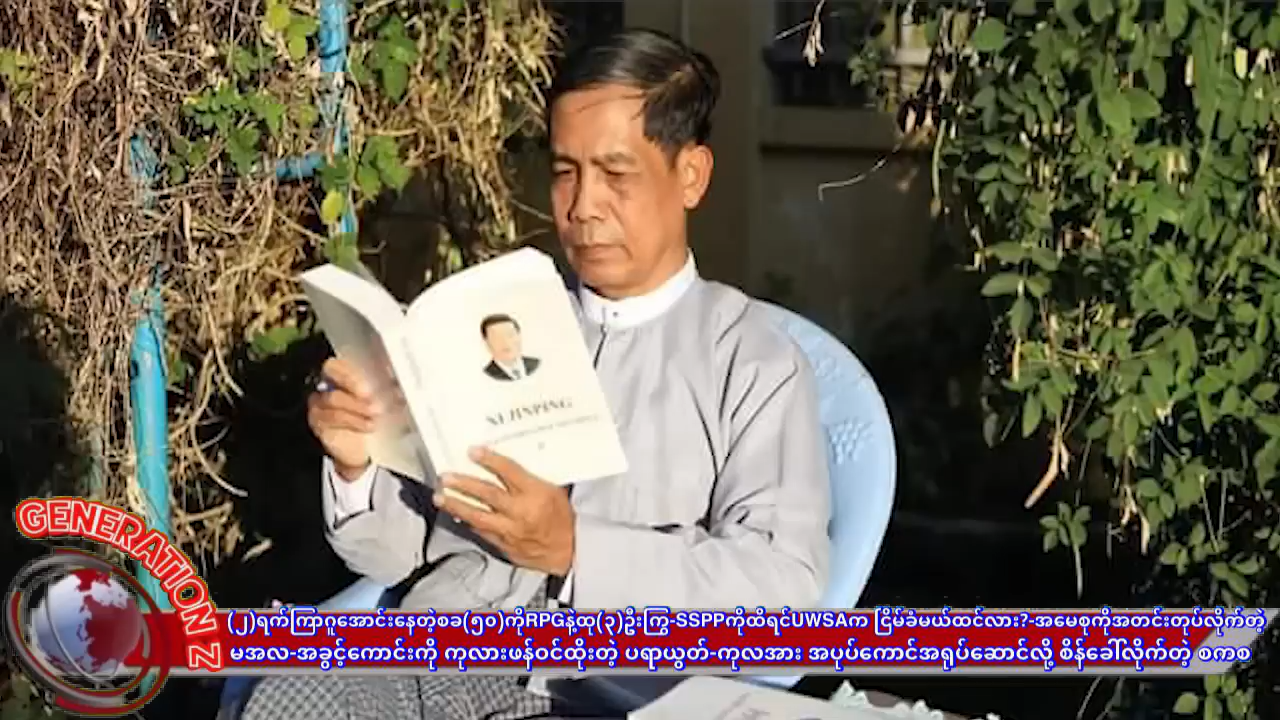 XI JINPING
GENERATION Z
(၂)ရက်ကြာဂူအောင်းနေတဲ့စခ(၅၀)ကိုRPGနဲ့ထု(၃)ဦးကြွ-SSPPကိုထိရင်UWSAက ငြိမ်ခံမယ်ထင်လား?-အမေစုကိုအတင်းတုပ်လိုက်တဲ့
မအလ-အခွင့်ကောင်းကို ကုလားဖန်ဝင်ထိုးတဲ့ ပရာယွတ်-ကုလအား အပုပ်ကောင်အရုပ်ဆောင်လို့ စိန်ခေါ်လိုက်တဲ့ စကစ